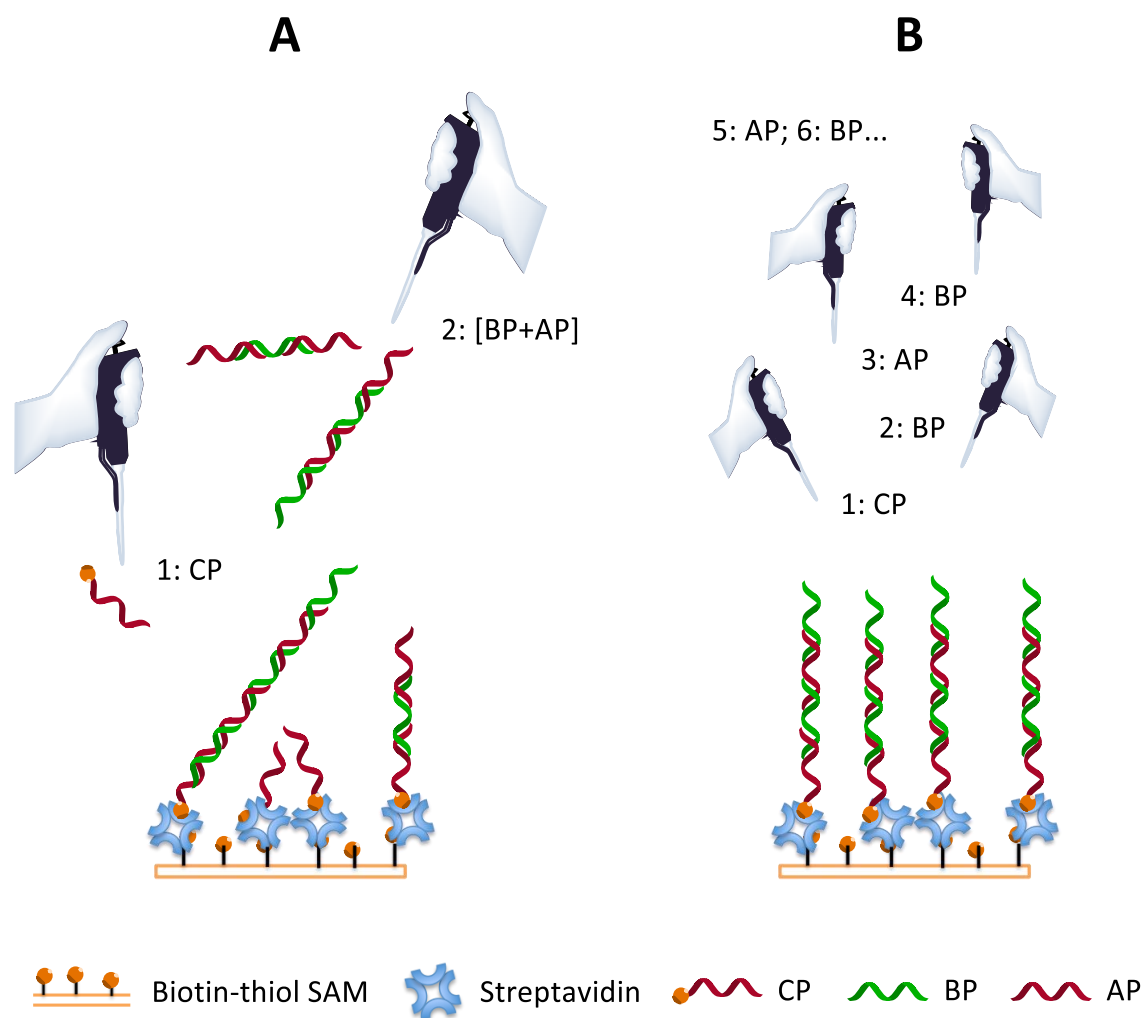 A
2: [BP+AP]
1: CP
B
5: AP; 6: BP...
4: BP
3: AP
2: BP
1: CP
Biotin-thiol SAM
Streptavidin
CP
BP
AP